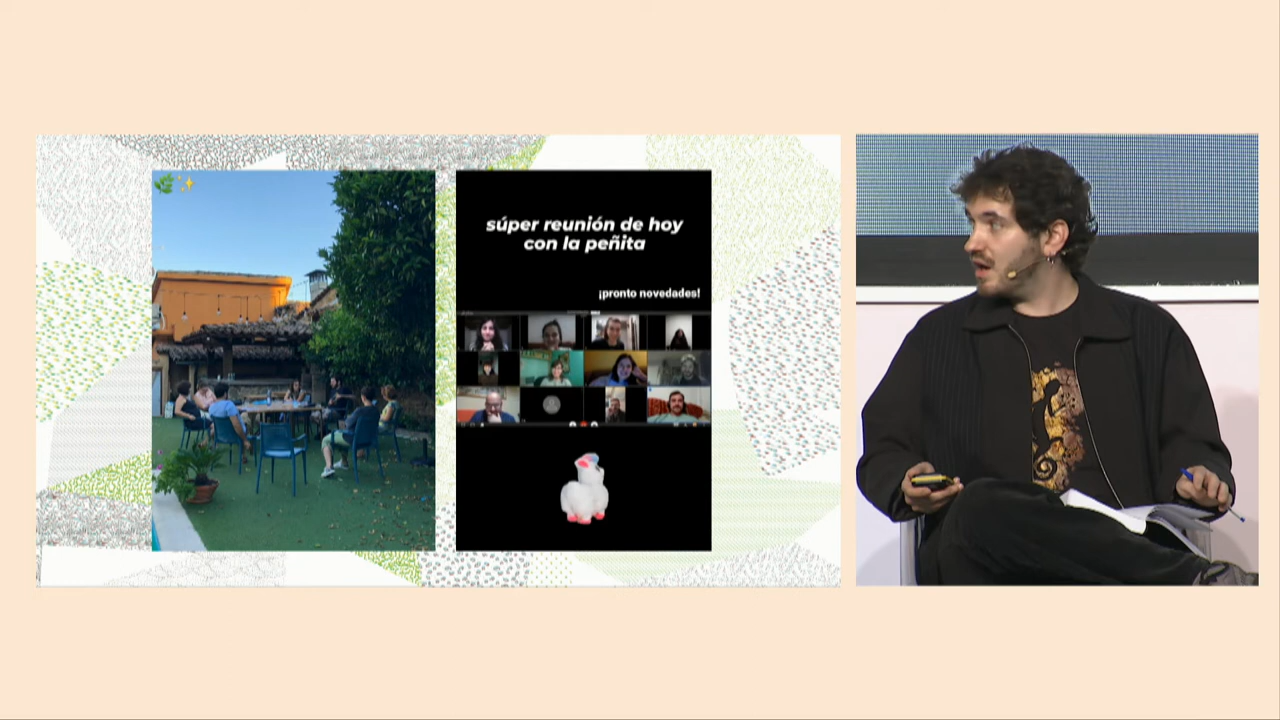 súper reunión de hoy
con la peñita
¡pronto novedades!